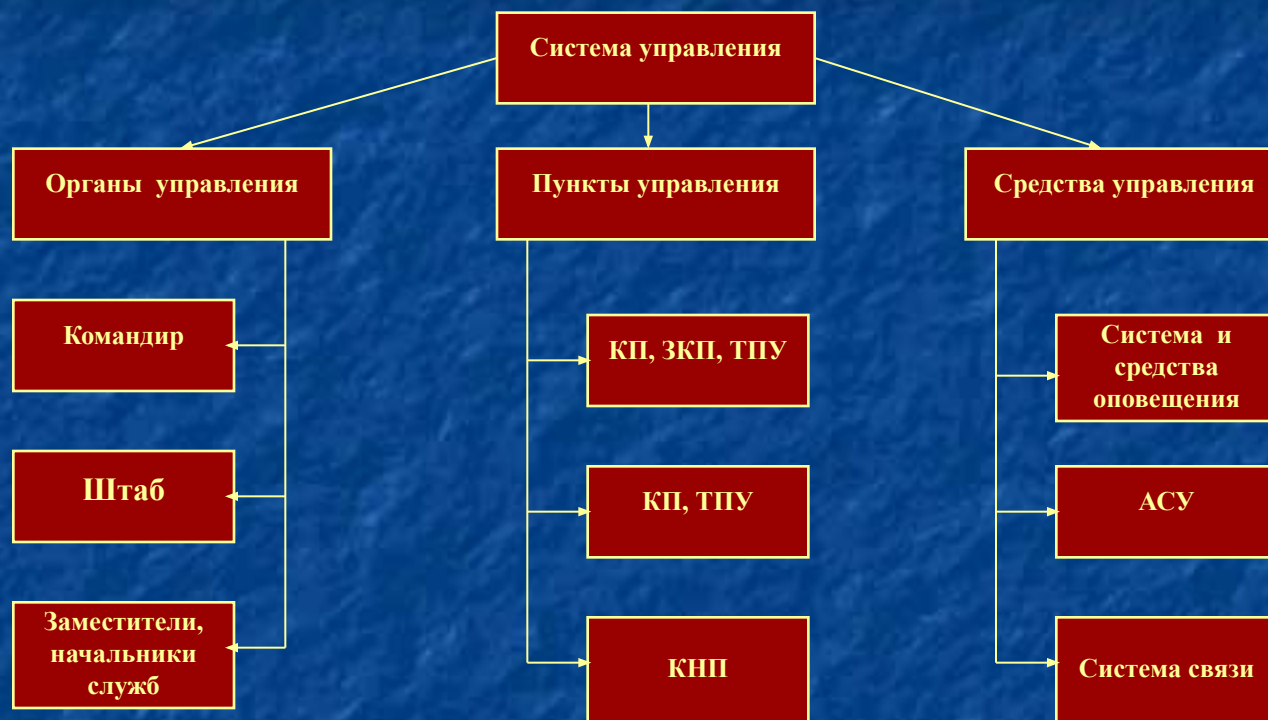 Система управления
Органы управления
Пункты управления
Средства управления
Командир
КП, ЗКП, ТПУ
Система и
средства
оповещения
Штаб
КП, ТПУ
АСУ
Заместители,
начальники
служб
КНП
Система связи